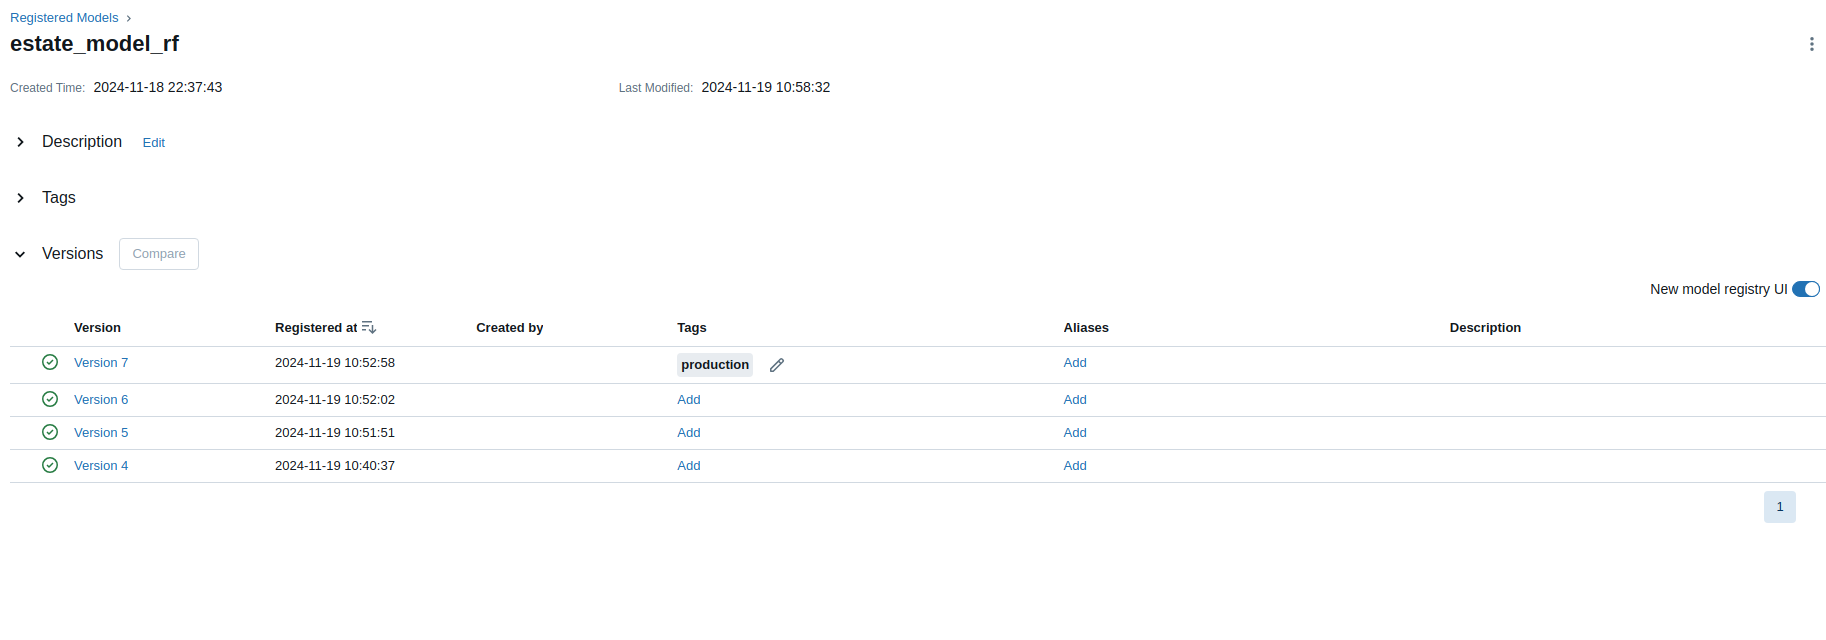 Registered Models ›
estate_model_rf
Created Time: 2024-11-18 22:37:43 Last Modified: 2024-11-19 10:58:32
Description Edit
Tags
Versions Compare
New model registry UI
Version Registered at Created by Tags Aliases Description
Version 7 2024-11-19 10:52:58 production Add
Version 6 2024-11-19 10:52:02 Add Add
Version 5 2024-11-19 10:51:51 Add Add
Version 4 2024-11-19 10:40:37 Add Add
1